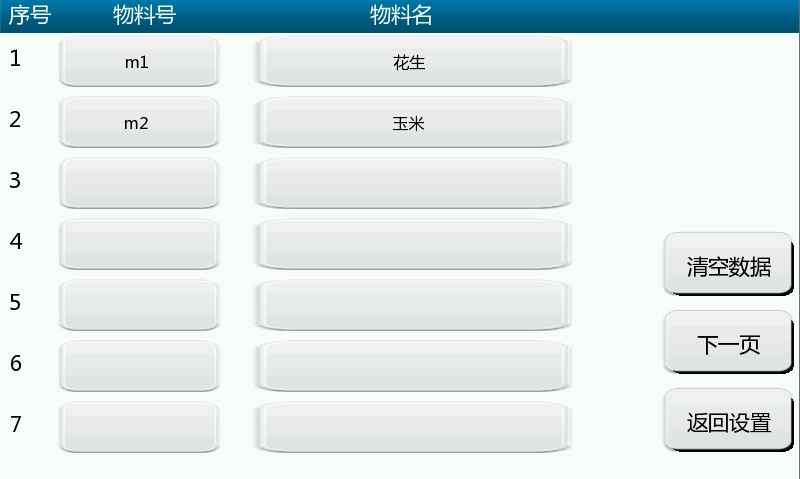 序号 物料号 物料名
1 m1 花生
2 m2 玉米
3
4
5
6
7
清空数据
下一页
返回设置